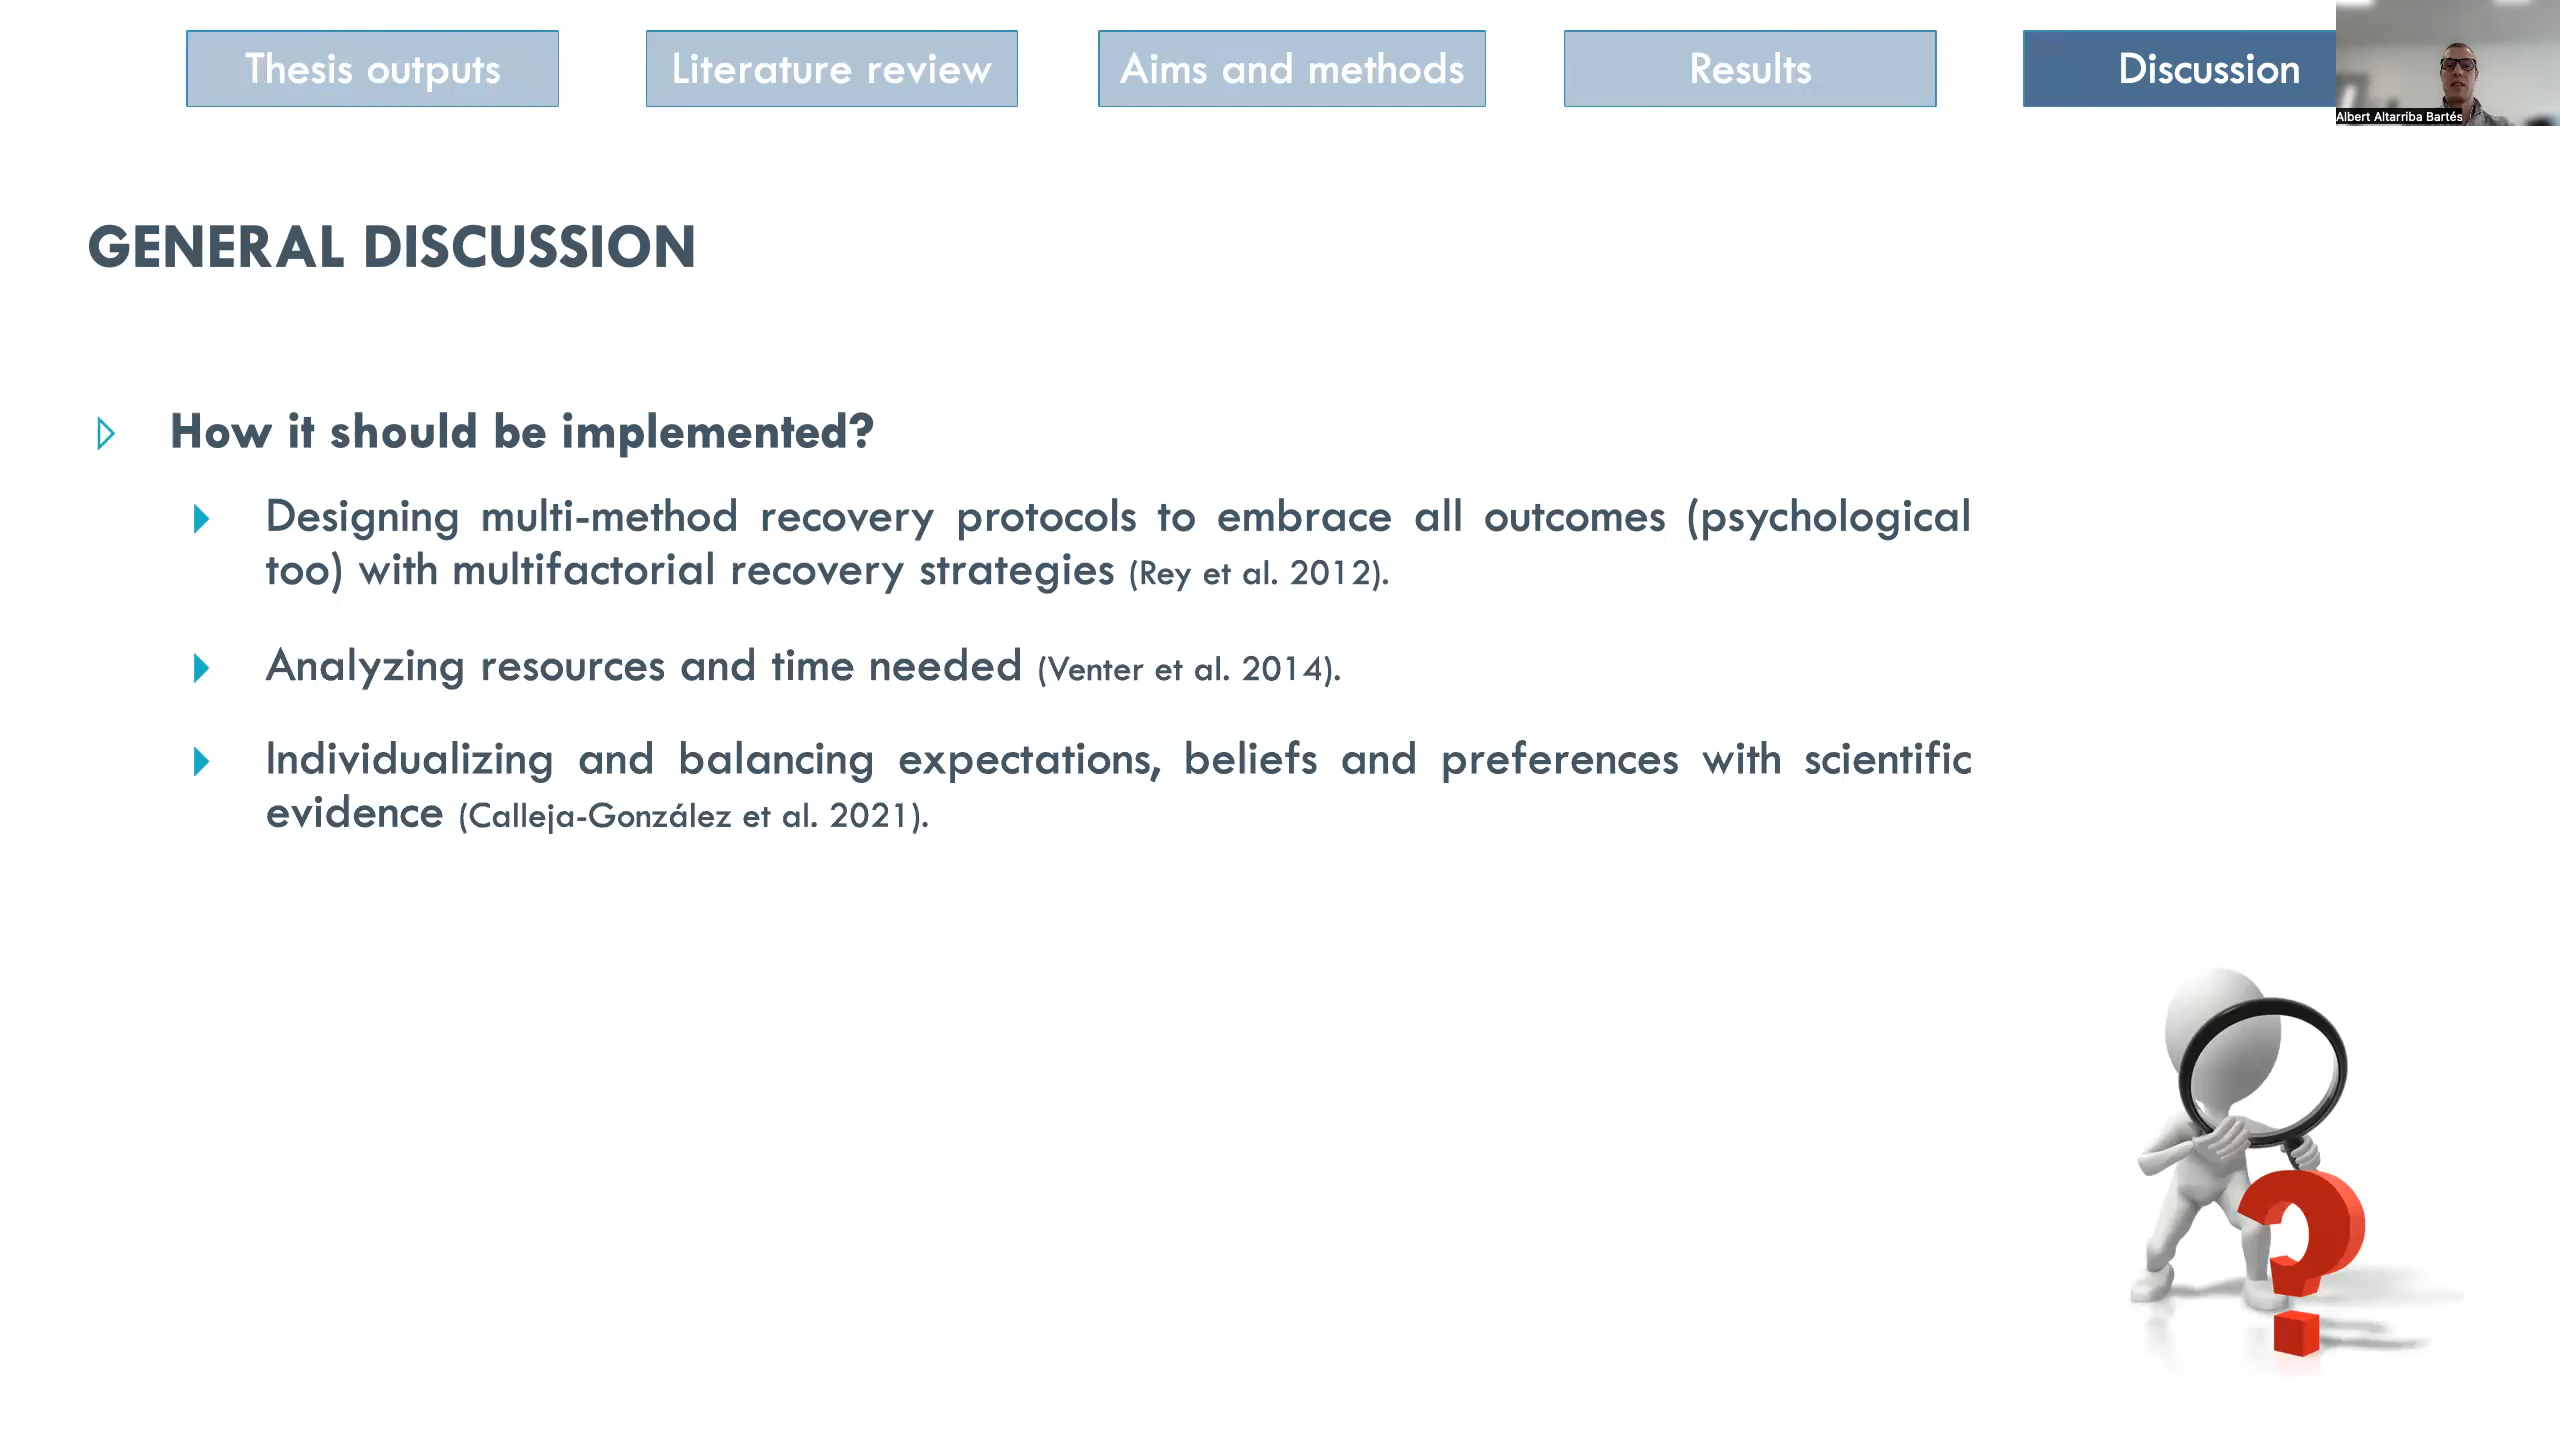 Thesis outputs
Literature review
Aims and methods
Results
Discussion
Albert Altarriba Bartés
GENERAL DISCUSSION
How it should be implemented?
Designing multi-method recovery protocols to embrace all outcomes (psychological
too) with multifactorial recovery strategies (Rey et al. 2012).
Analyzing resources and time needed (Venter et al. 2014).
Individualizing and balancing expectations, beliefs and preferences with scientific
evidence (Calleja-González et al. 2021).
?